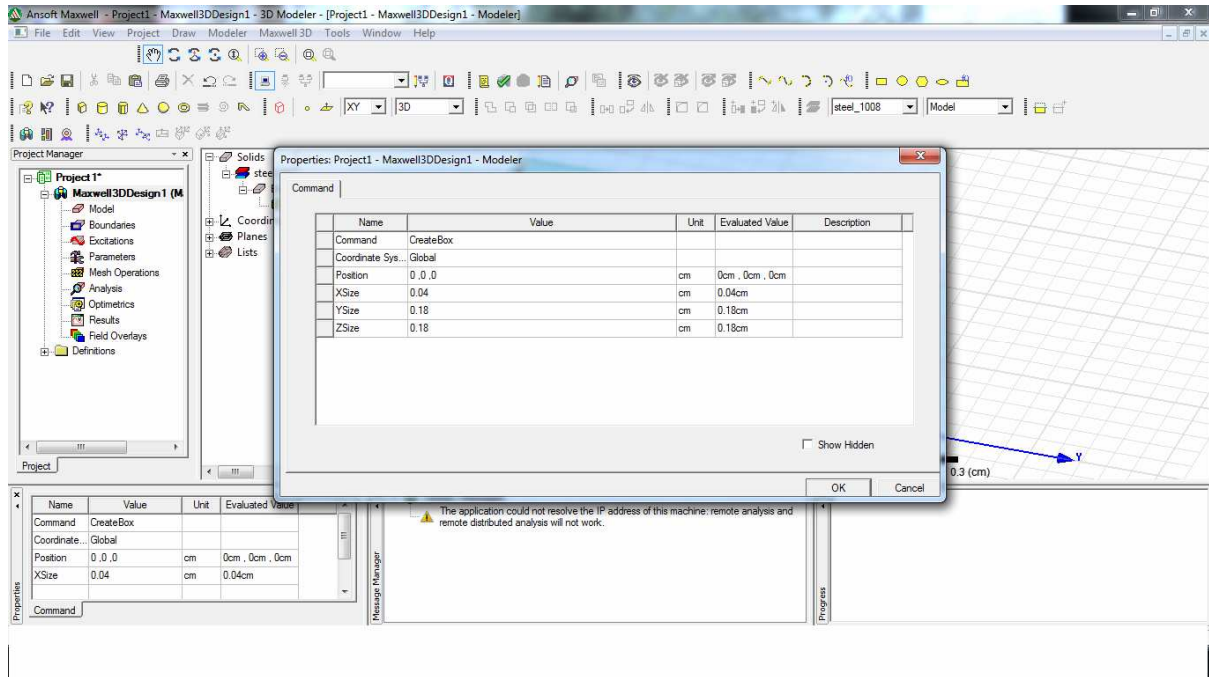 Ansoft Maxwell - Project1 - Maxwell3DDesign1 - 3D Modeler - [Project1 - Maxwell3DDesign1 - Modeler]
File Edit View Project Draw Modeler Maxwell 3D Tools Window Help
XY 3D steel_1008 Model
Project Manager
Project1*
Maxwell3DDesign1 (M
Model
Boundaries
Excitations
Parameters
Mesh Operations
Analysis
Optimetrics
Results
Field Overlays
Definitions
Project
Solids
stee
Coordin
Planes
Lists
Properties: Project1 - Maxwell3DDesign1 - Modeler
Command
Name Value Unit Evaluated Value Description
Command CreateBox
Coordinate Sys... Global
Position 0 ,0 ,0 cm 0cm , 0cm , 0cm
XSize 0.04 cm 0.04cm
YSize 0.18 cm 0.18cm
ZSize 0.18 cm 0.18cm
Show Hidden
OK Cancel
Y
0.3 (cm)
Name Value Unit Evaluated Value
Command CreateBox
Coordinate... Global
Position 0 ,0 ,0 cm 0cm , 0cm , 0cm
XSize 0.04 cm 0.04cm
Command
Properties
The application could not resolve the IP address of this machine: remote analysis and
remote distributed analysis will not work.
Message Manager
Progress